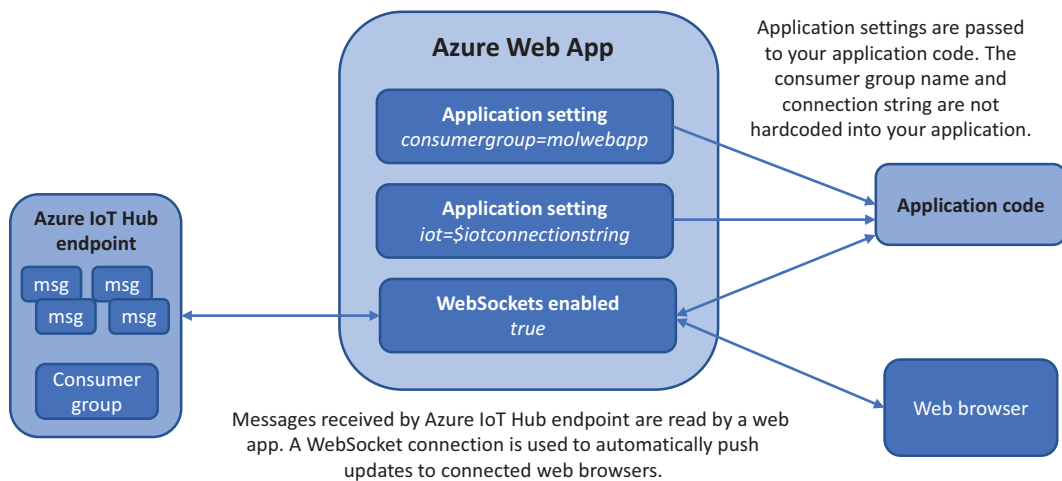 Azure Web App
Application setting
consumergroup=molwebapp
Application setting
iot=$iotconnectionstring
WebSockets enabled
true
Application settings are passed
to your application code. The
consumer group name and
connection string are not
hardcoded into your application.
Azure IoT Hub
endpoint
msg
msg
msg
msg
Consumer
group
Application code
Web browser
Messages received by Azure IoT Hub endpoint are read by a web
app. A WebSocket connection is used to automatically push
updates to connected web browsers.